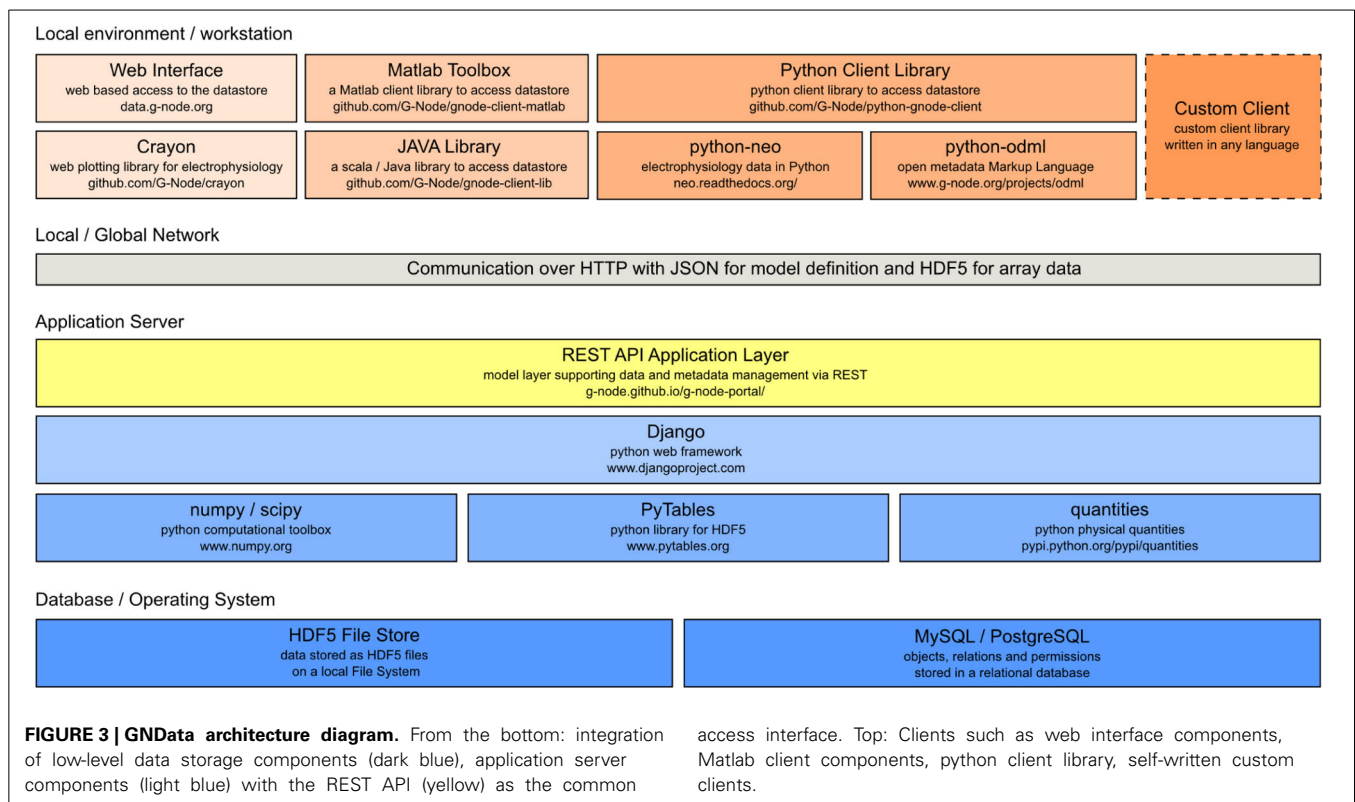 Local environment / workstation
Web Interface
web based access to the datastore
data.g-node.org
Matlab Toolbox
a Matlab client library to access datastore
github.com/G-Node/gnode-client-matlab
Python Client Library
python client library to access datastore
github.com/G-Node/python-gnode-client
Custom Client
custom client library
written in any language
Crayon
web plotting library for electrophysiology
github.com/G-Node/crayon
JAVA Library
a scala / Java library to access datastore
github.com/G-Node/gnode-client-lib
python-neo
electrophysiology data in Python
neo.readthedocs.org/
python-odml
open metadata Markup Language
www.g-node.org/projects/odml
Local / Global Network
Communication over HTTP with JSON for model definition and HDF5 for array data
Application Server
REST API Application Layer
model layer supporting data and metadata management via REST
g-node.github.io/g-node-portal/
Django
python web framework
www.djangoproject.com
numpy / scipy
python computational toolbox
www.numpy.org
PyTables
python library for HDF5
www.pytables.org
quantities
python physical quantities
pypi.python.org/pypi/quantities
Database / Operating System
HDF5 File Store
data stored as HDF5 files
on a local File System
MySQL / PostgreSQL
objects, relations and permissions
stored in a relational database
FIGURE 3 | GNData architecture diagram. From the bottom: integration
of low-level data storage components (dark blue), application server
components (light blue) with the REST API (yellow) as the common
access interface. Top: Clients such as web interface components,
Matlab client components, python client library, self-written custom
clients.